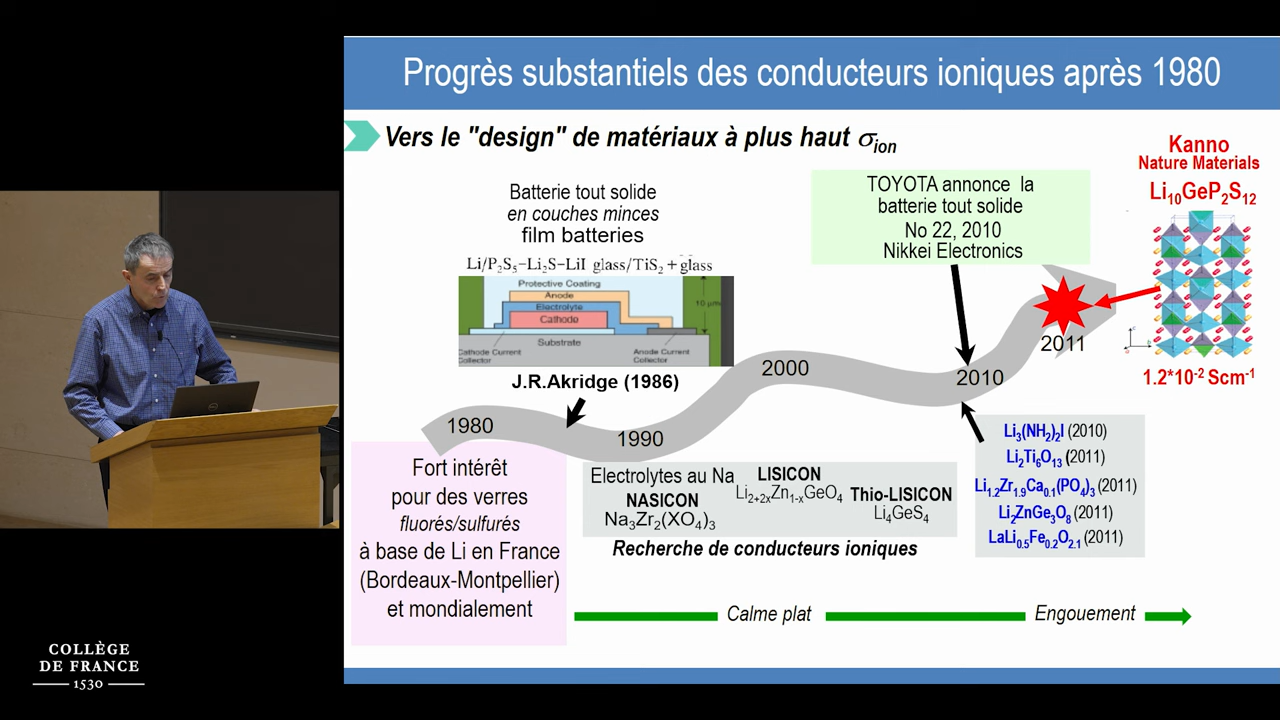 Progrès substantiels des conducteurs ioniques après 1980
Vers le "design" de matériaux à plus haut σion
Kanno
Nature Materials
Li10GeP2S12
1.2*10-2 Scm-1
Batterie tout solide
en couches minces
film batteries
Li/P2S5-Li2S-LiI glass/TiS2 + glass
Protective Coating
Anode
Electrolyte
Cathode
Substrate
10 µm
Cathode Current
Collector
Anode Current
Collector
J.R.Akridge (1986)
TOYOTA annonce la
batterie tout solide
No 22, 2010
Nikkei Electronics
1980
1990
2000
2010
2011
Fort intérêt
pour des verres
fluorés/sulfurés
à base de Li en France
(Bordeaux-Montpellier)
et mondialement
Electrolytes au Na
NASICON
Na3Zr2(XO4)3
LISICON
Li2+2xZn1-xGeO4
Thio-LISICON
Li4GeS4
Recherche de conducteurs ioniques
Li3(NH2)2I (2010)
Li2Ti6O13 (2011)
Li1.2Zr1.9Ca0.1(PO4)3 (2011)
Li2ZnGe3O8 (2011)
LaLi0.5Fe0.2O2.1 (2011)
Calme plat
Engouement
COLLÈGE
DE FRANCE
1530